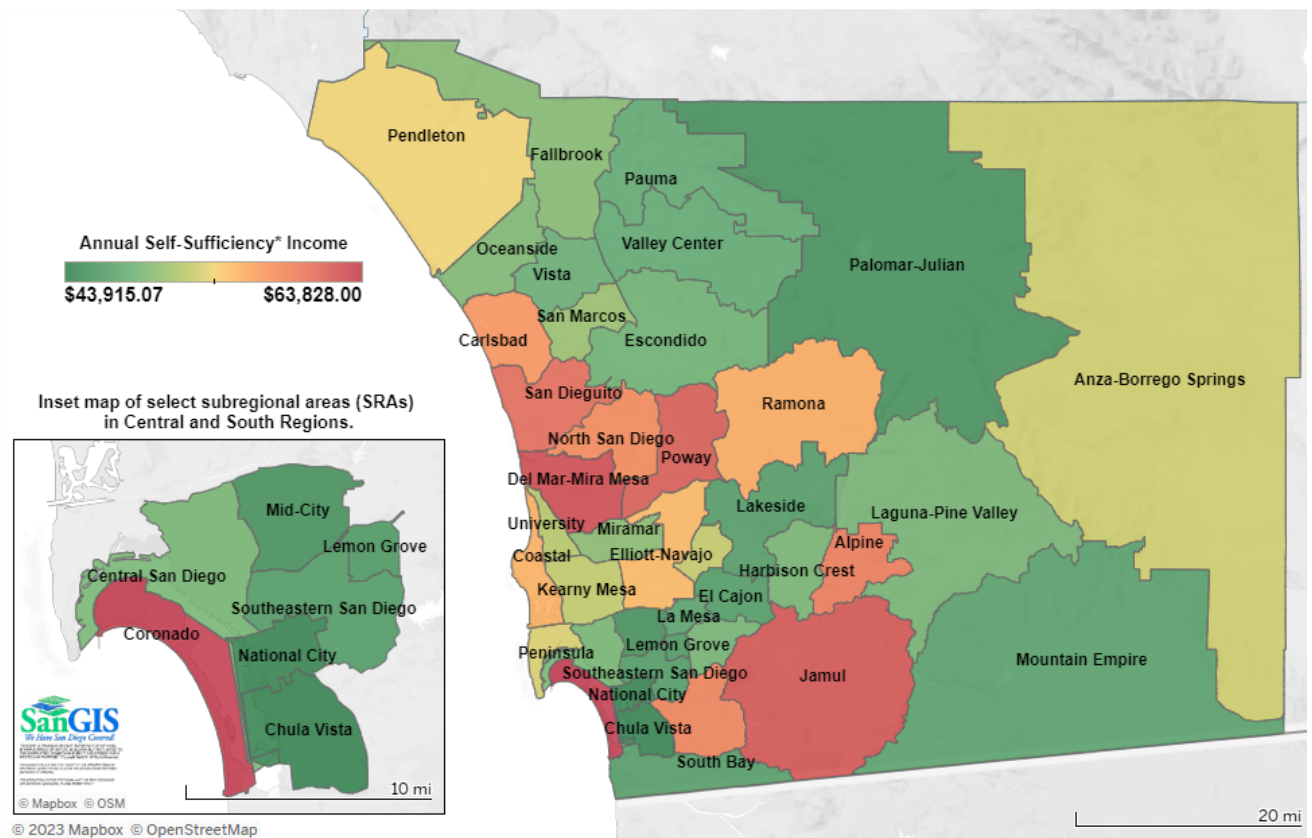 Pendleton
Fallbrook
Pauma
Annual Self-Sufficiency* Income
$43,915.07 $63,828.00
Oceanside
Valley Center
Vista
Palomar-Julian
San Marcos
Carlsbad
Escondido
Anza-Borrego Springs
San Dieguito
Ramona
North San Diego
Poway
Del Mar-Mira Mesa
Lakeside
Laguna-Pine Valley
University
Miramar
Alpine
Coastal
Elliott-Navajo
Harbison Crest
Kearny Mesa
El Cajon
La Mesa
Peninsula
Lemon Grove
Mountain Empire
Southeastern San Diego
Jamul
National City
Chula Vista
South Bay
Inset map of select subregional areas (SRAs)
in Central and South Regions.
Mid-City
Lemon Grove
Central San Diego
Southeastern San Diego
Coronado
National City
Chula Vista
SanGIS
We Have San Diego Covered!
10 mi
© Mapbox © OSM
20 mi
© 2023 Mapbox © OpenStreetMap